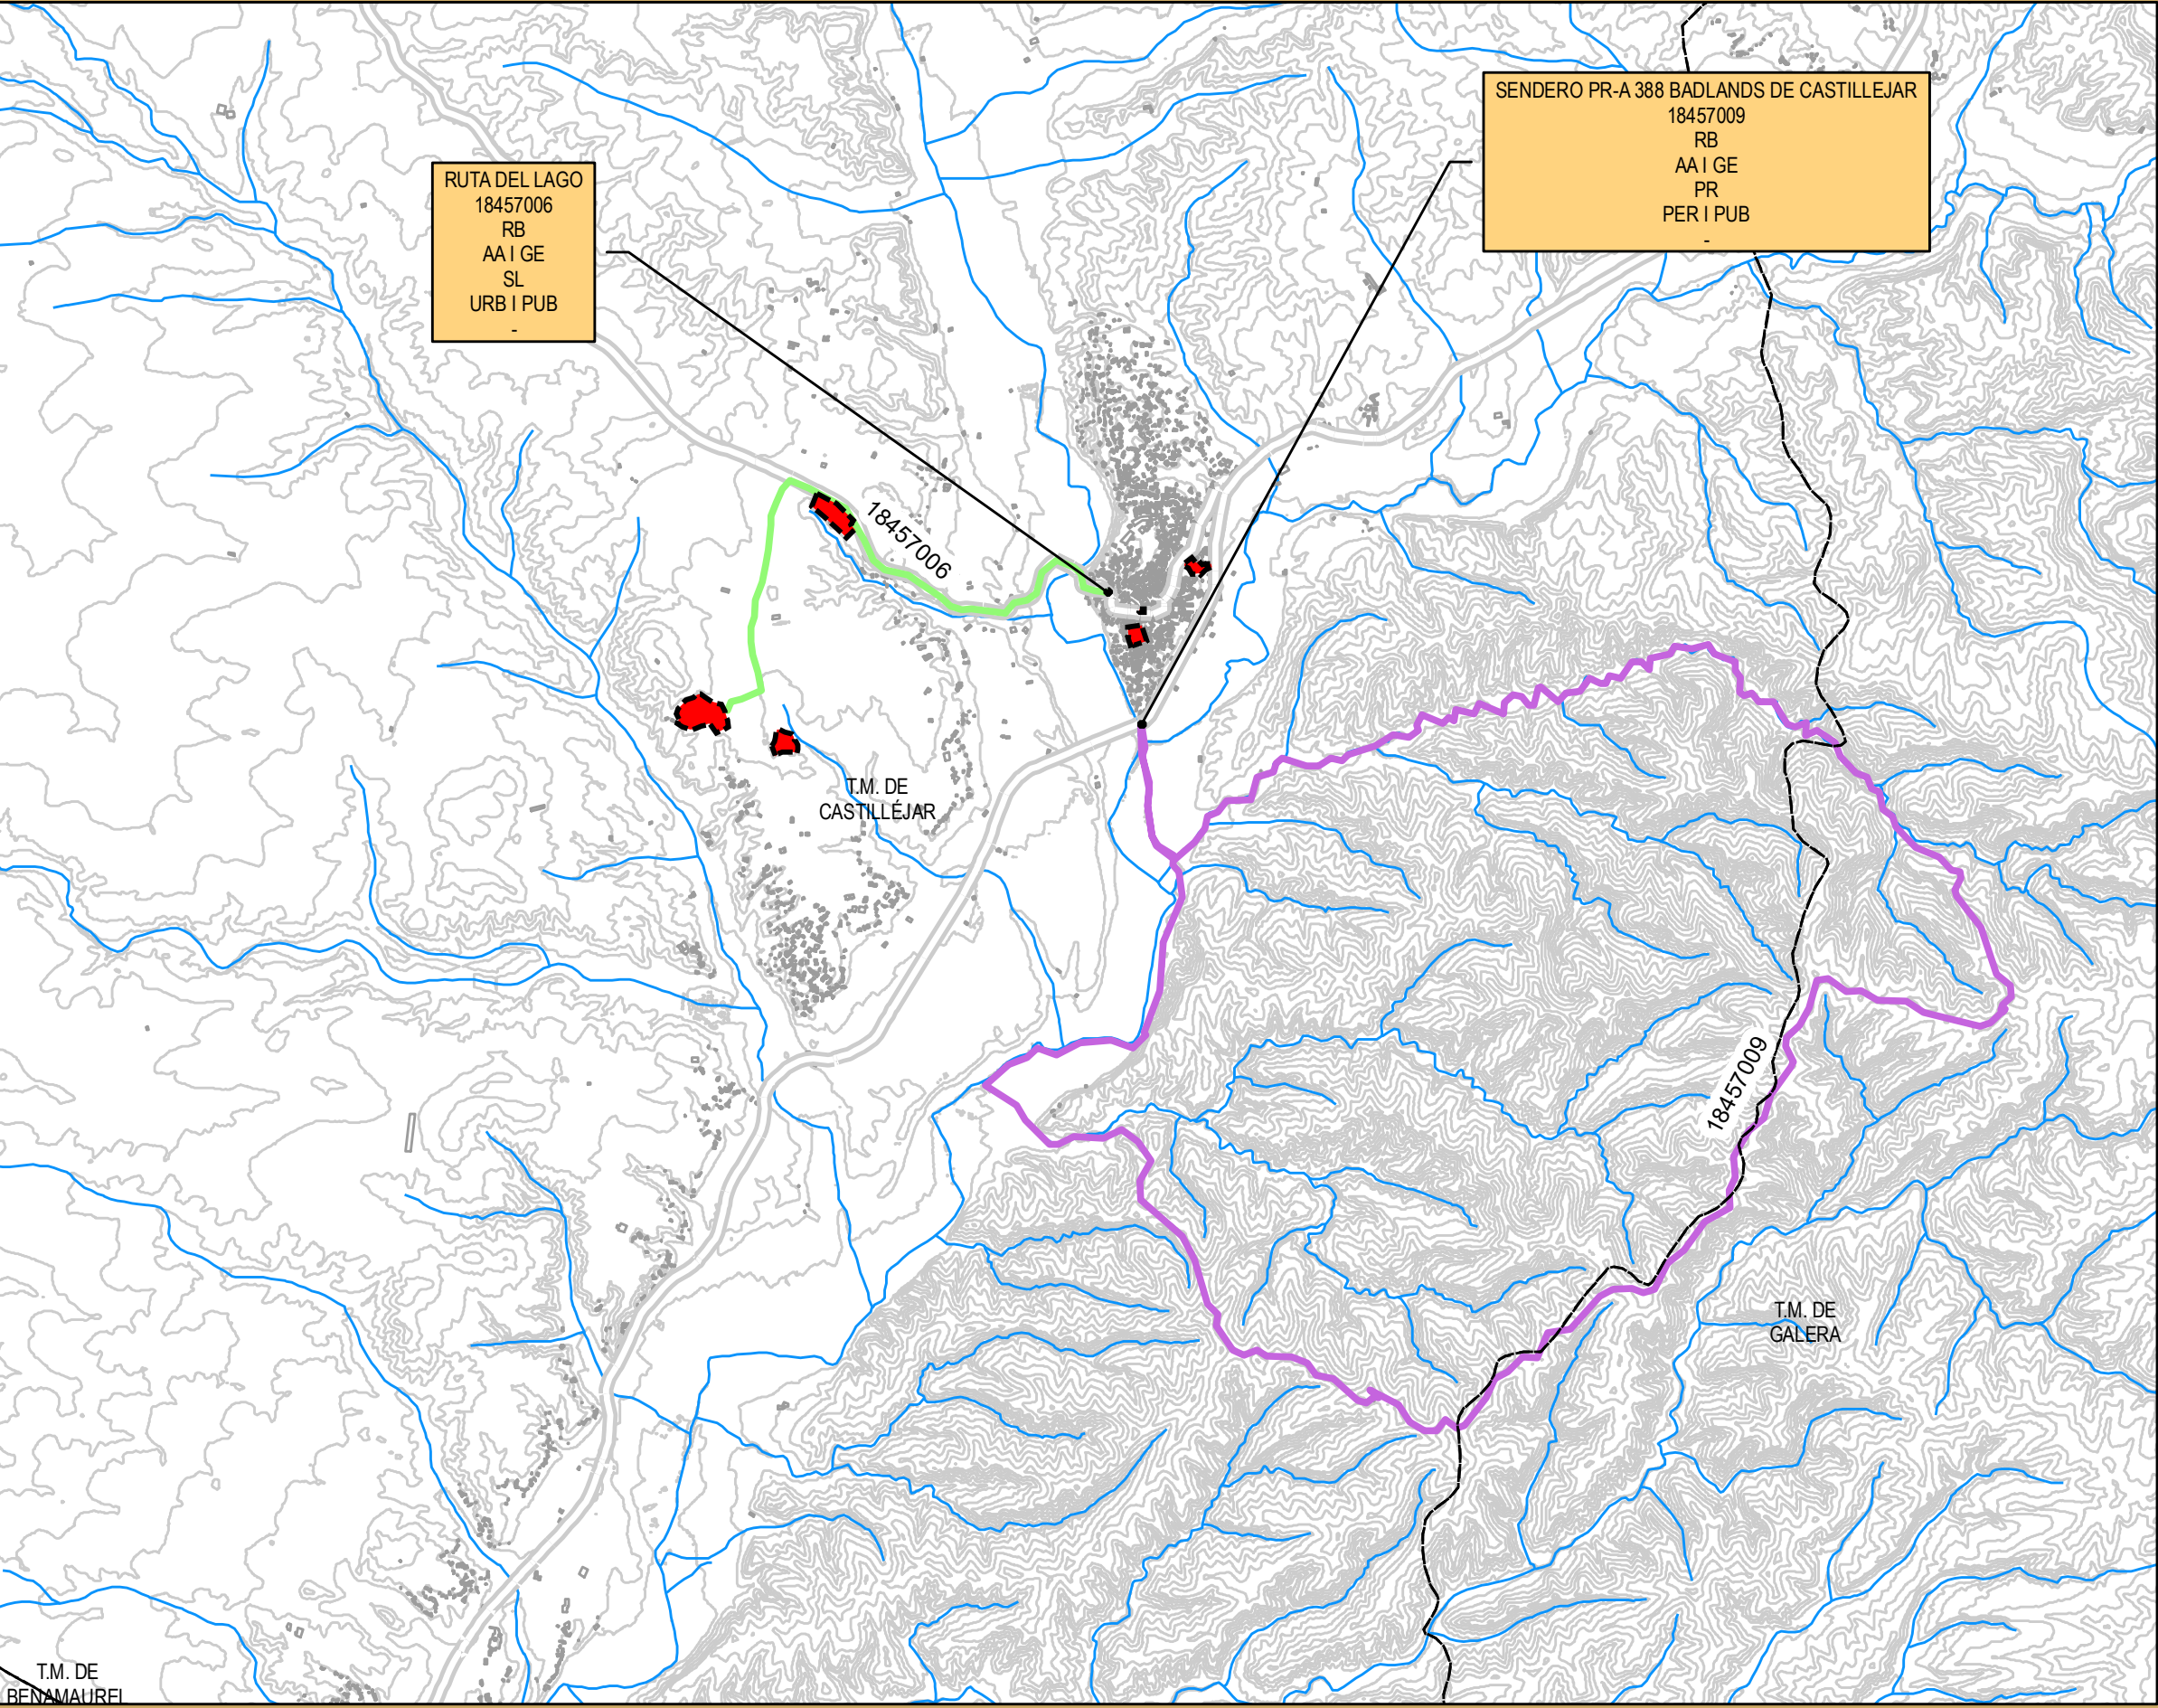 SENDERO PR-A 388 BADLANDS DE CASTILLEJAR
18457009
RB
AA I GE
PR
PER I PUB
-
RUTA DEL LAGO
18457006
RB
AA I GE
SL
URB I PUB
-
18457006
T.M. DE
CASTILLÉJAR
18457009
T.M. DE
GALERA
T.M. DE
BENAMAUREL